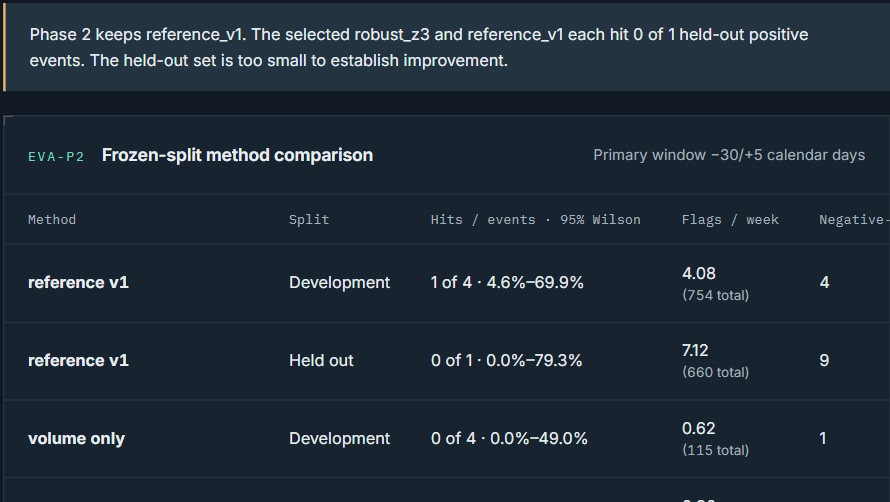 Phase 2 keeps reference_v1. The selected robust_z3 and reference_v1 each hit 0 of 1 held-out positive
events. The held-out set is too small to establish improvement.
EVA-P2 Frozen-split method comparison Primary window −30/+5 calendar days
Method Split Hits / events · 95% Wilson Flags / week Negative-
reference v1 Development 1 of 4 · 4.6%–69.9% 4.08 (754 total) 4
reference v1 Held out 0 of 1 · 0.0%–79.3% 7.12 (660 total) 9
volume only Development 0 of 4 · 0.0%–49.0% 0.62 (115 total) 1